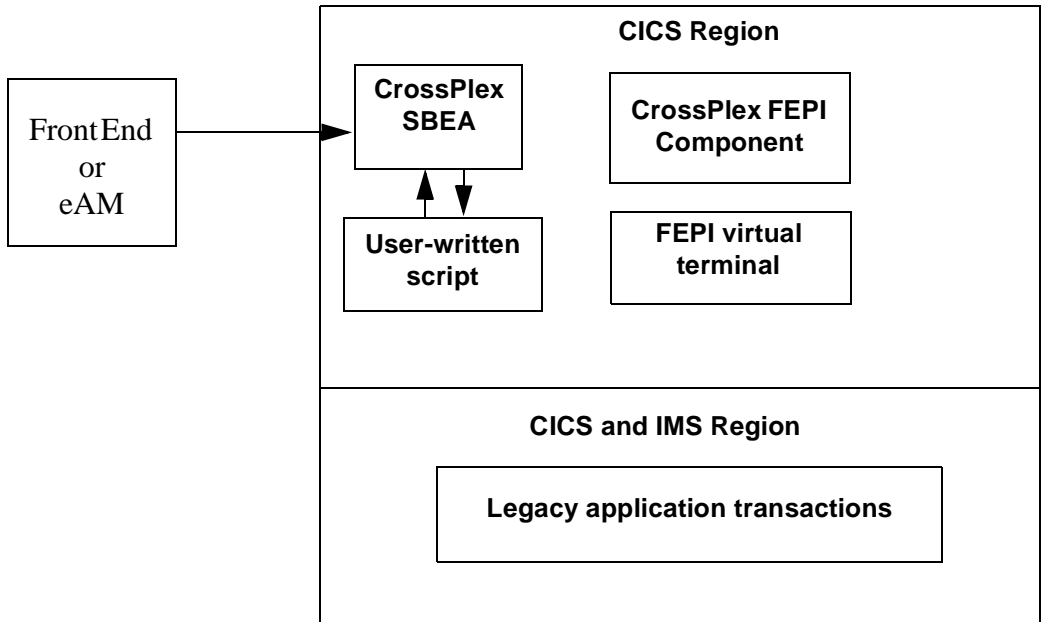 CICS Region
FrontEnd
or
eAM
CrossPlex
SBEA
CrossPlex FEPI
Component
User-written
script
FEPI virtual
terminal
CICS and IMS Region
Legacy application transactions